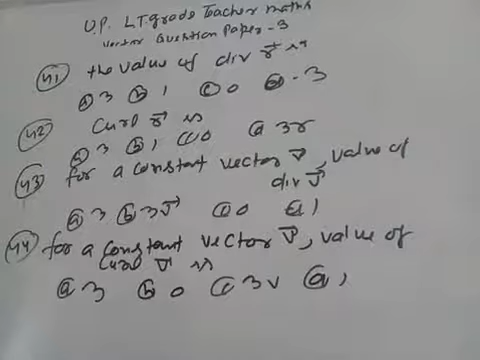 U.P. L.T. grade Teacher math
Vector Question Paper - 3
41 the value of div r⃗ is
(a) 3 (b) 1 (c) 0 (d) - 3
42 Curl r⃗ is
(a) 3 (b) 1 (c) 0 (d) 3r
43 for a constant vector v⃗, value of
div v⃗
(a) 3 (b) 3v⃗ (c) 0 (d) 1
44 for a constant vector v⃗, value of
Curl v⃗ is
(a) 3 (b) 0 (c) 3v (d) 1